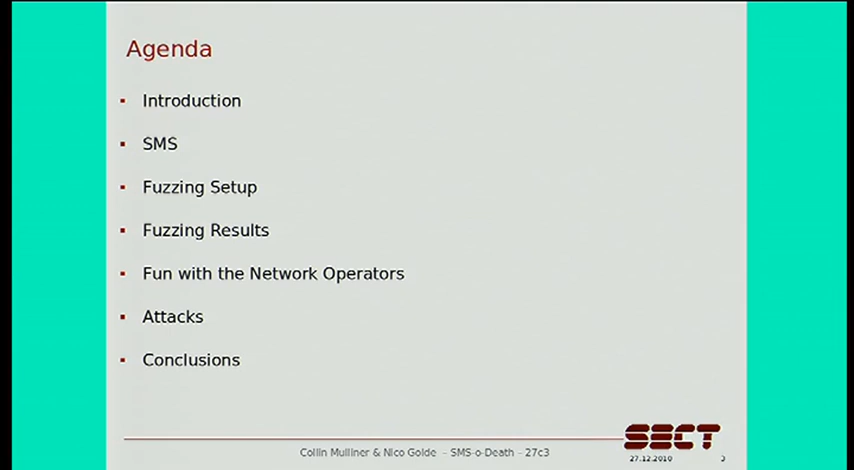 Agenda
Introduction
SMS
Fuzzing Setup
Fuzzing Results
Fun with the Network Operators
Attacks
Conclusions
Collin Mulliner & Nico Golde - SMS-o-Death - 27c3
SECT
27.12.2010